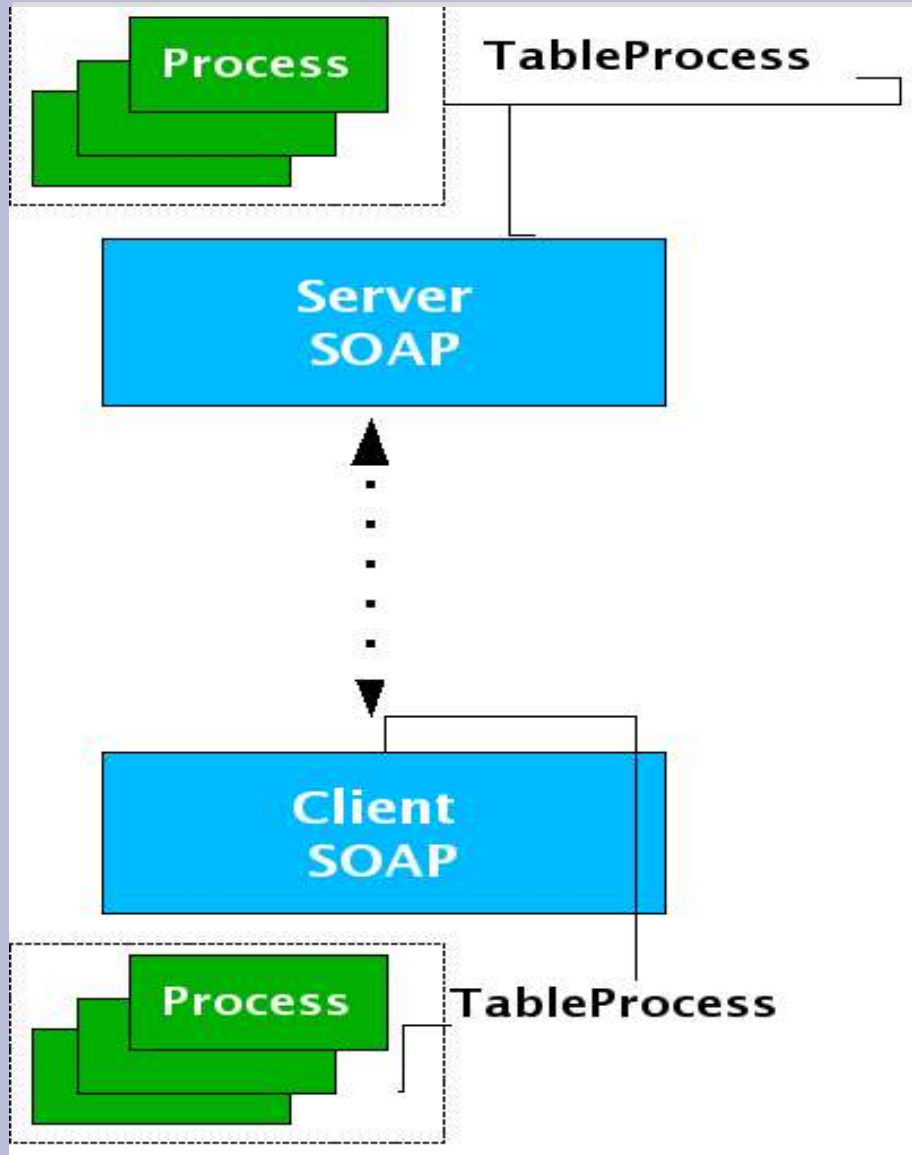 Process
TableProcess
Server
SOAP
Client
SOAP
Process
TableProcess